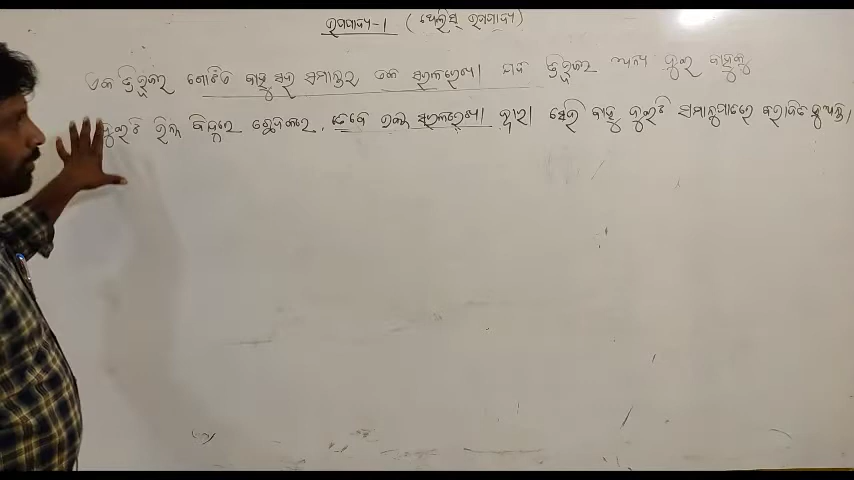 ଉପପାଦ୍ୟ-1 (ଥେଲିସ୍ ଉପପାଦ୍ୟ)
ଏକ ତ୍ରିଭୁଜର ଗୋଟିଏ ବାହୁ ସହ ସମାନ୍ତର ଏକ ସରଳରେଖା ଯଦି ତ୍ରିଭୁଜର ଅନ୍ୟ ଦୁଇ ବାହୁକୁ
ଦୁଇଟି ଭିନ୍ନ ବିନ୍ଦୁରେ ଛେଦକରେ, ତେବେ ଉକ୍ତ ସରଳରେଖା ଦ୍ୱାରା ସେହି ବାହୁ ଦୁଇଟି ସମାନୁପାତରେ ବିଭାଜିତ ହୁଅନ୍ତି।